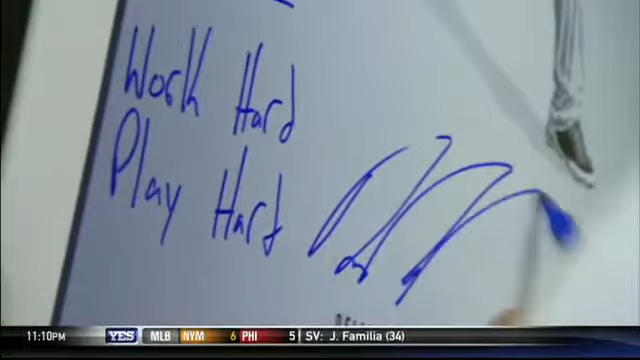 Work Hard
Play Hard
11:10PM YES MLB NYM 6 PHI 5 SV: J. Familia (34)